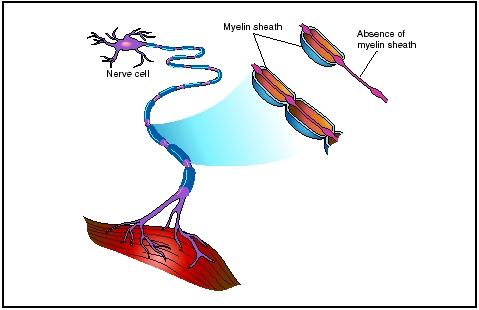 Myelin sheath
Absence of
myelin sheath
Nerve cell